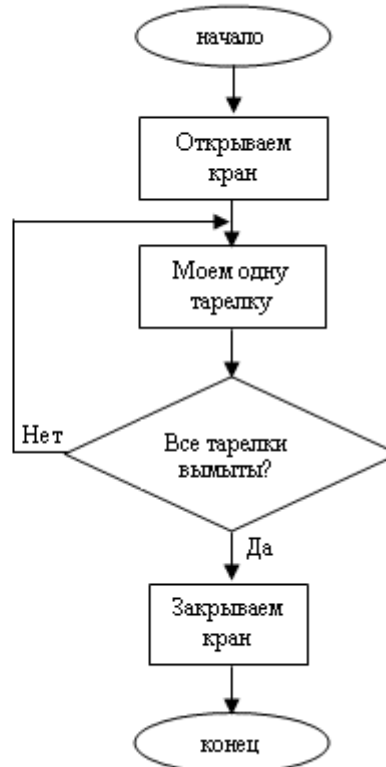 начало
Открываем
кран
Моем одну
тарелку
Все тарелки
вымыты?
Нет
Да
Закрываем
кран
конец